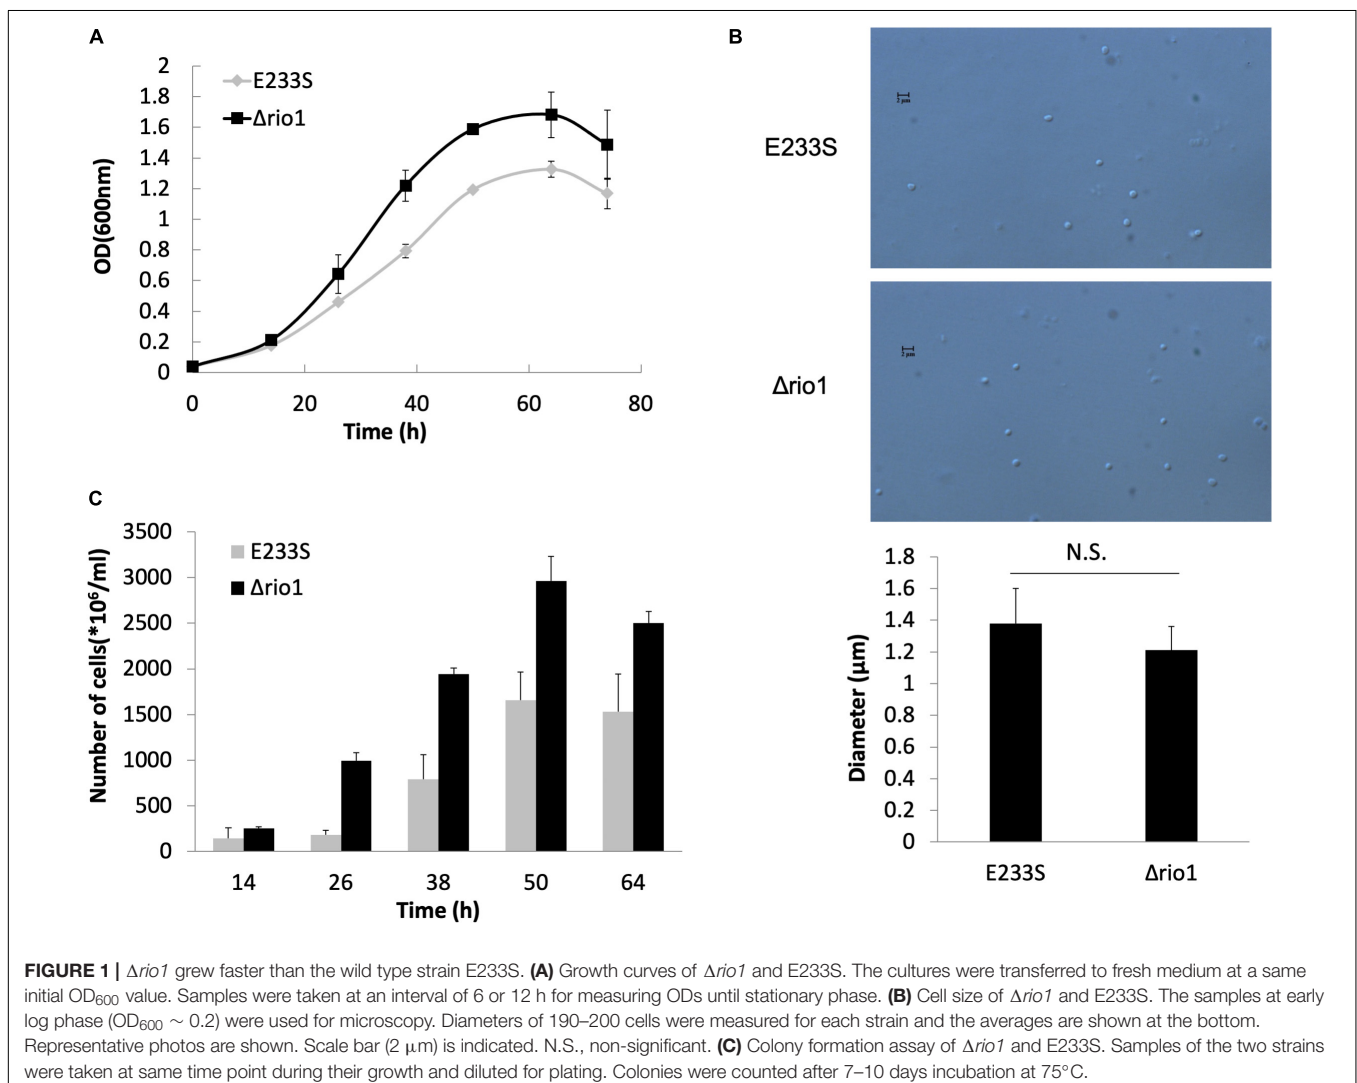 A
2
1.8
1.6
1.4
1.2
1
0.8
0.6
0.4
0.2
0
OD(600nm)
E233S
Δrio1
0 20 40 60 80
Time (h)
B
E233S
2 μm
Δrio1
2 μm
N.S.
1.8
1.6
1.4
1.2
1
0.8
0.6
0.4
0.2
0
Diameter (μm)
E233S Δrio1
C
3500
3000
2500
2000
1500
1000
500
0
Number of cells(*10⁶/ml)
E233S
Δrio1
14 26 38 50 64
Time (h)
FIGURE 1 | Δrio1 grew faster than the wild type strain E233S. (A) Growth curves of Δrio1 and E233S. The cultures were transferred to fresh medium at a same
initial OD₆₀₀ value. Samples were taken at an interval of 6 or 12 h for measuring ODs until stationary phase. (B) Cell size of Δrio1 and E233S. The samples at early
log phase (OD₆₀₀ ∼ 0.2) were used for microscopy. Diameters of 190–200 cells were measured for each strain and the averages are shown at the bottom.
Representative photos are shown. Scale bar (2 μm) is indicated. N.S., non-significant. (C) Colony formation assay of Δrio1 and E233S. Samples of the two strains
were taken at same time point during their growth and diluted for plating. Colonies were counted after 7–10 days incubation at 75°C.